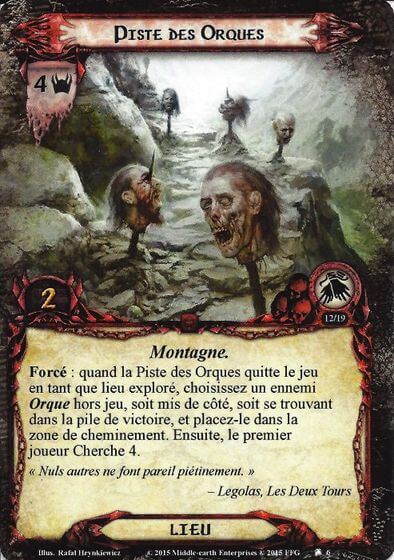 Piste des Orques
4
2
12/19
Montagne.
Forcé : quand la Piste des Orques quitte le jeu
en tant que lieu exploré, choisissez un ennemi
Orque hors jeu, soit mis de côté, soit se trouvant
dans la pile de victoire, et placez-le dans la
zone de cheminement. Ensuite, le premier
joueur Cherche 4.
« Nuls autres ne font pareil piétinement. »
– Legolas, Les Deux Tours
LIEU
Illus. Rafał Hrynkiewicz © 2015 Middle-earth Enterprises ® 2015 FFG 6